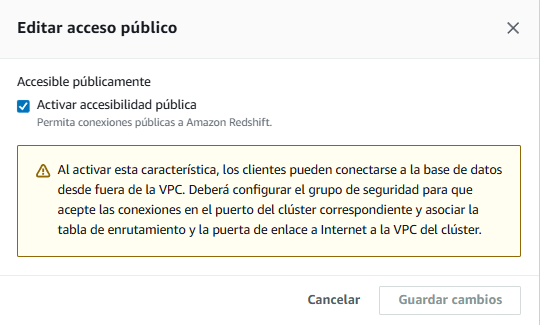 Editar acceso público
Accesible públicamente
Activar accesibilidad pública
Permita conexiones públicas a Amazon Redshift.
Al activar esta característica, los clientes pueden conectarse a la base de datos
desde fuera de la VPC. Deberá configurar el grupo de seguridad para que
acepte las conexiones en el puerto del clúster correspondiente y asociar la
tabla de enrutamiento y la puerta de enlace a Internet a la VPC del clúster.
Cancelar
Guardar cambios